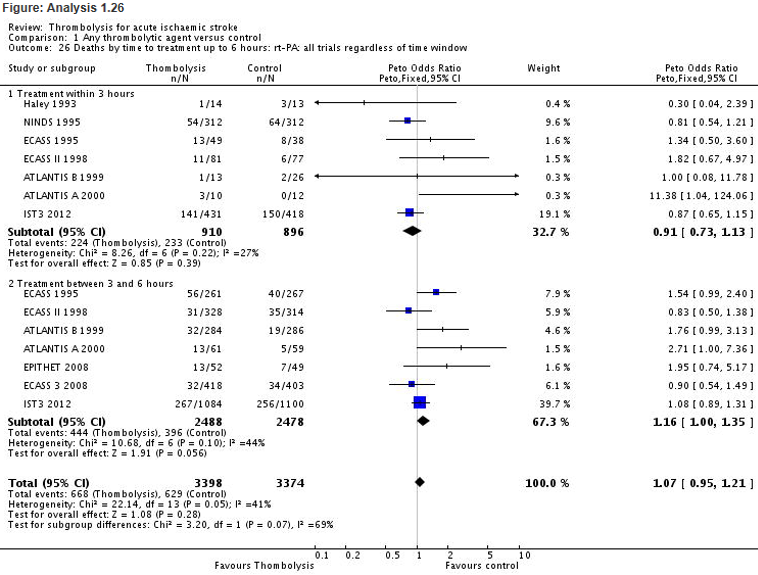 Figure: Analysis 1.26
Review: Thrombolysis for acute ischaemic stroke
Comparison: 1 Any thrombolytic agent versus control
Outcome: 26 Deaths by time to treatment up to 6 hours: rt-PA: all trials regardless of time window
Study or subgroup Thrombolysis Control Peto Odds Ratio Weight Peto Odds Ratio
n/N n/N Peto,Fixed,95% CI Peto,Fixed,95% CI
1 Treatment within 3 hours
Haley 1993 1/14 3/13 0.4 % 0.30 [ 0.04, 2.39 ]
NINDS 1995 54/312 64/312 9.6 % 0.81 [ 0.54, 1.21 ]
ECASS 1995 13/49 8/38 1.6 % 1.34 [ 0.50, 3.60 ]
ECASS II 1998 11/81 6/77 1.5 % 1.82 [ 0.67, 4.97 ]
ATLANTIS B 1999 1/13 2/26 0.3 % 1.00 [ 0.08, 11.78 ]
ATLANTIS A 2000 3/10 0/12 0.3 % 11.38 [ 1.04, 124.06 ]
IST3 2012 141/431 150/418 19.1 % 0.87 [ 0.65, 1.15 ]
Subtotal (95% CI) 910 896 32.7 % 0.91 [ 0.73, 1.13 ]
Total events: 224 (Thrombolysis), 233 (Control)
Heterogeneity: Chi² = 8.26, df = 6 (P = 0.22); I² =27%
Test for overall effect: Z = 0.85 (P = 0.39)
2 Treatment between 3 and 6 hours
ECASS 1995 56/261 40/267 7.9 % 1.54 [ 0.99, 2.40 ]
ECASS II 1998 31/328 35/314 5.9 % 0.83 [ 0.50, 1.38 ]
ATLANTIS B 1999 32/284 19/286 4.6 % 1.76 [ 0.99, 3.13 ]
ATLANTIS A 2000 13/61 5/59 1.5 % 2.71 [ 1.00, 7.36 ]
EPITHET 2008 13/52 7/49 1.6 % 1.95 [ 0.74, 5.17 ]
ECASS 3 2008 32/418 34/403 6.1 % 0.90 [ 0.54, 1.49 ]
IST3 2012 267/1084 256/1100 39.7 % 1.08 [ 0.89, 1.31 ]
Subtotal (95% CI) 2488 2478 67.3 % 1.16 [ 1.00, 1.35 ]
Total events: 444 (Thrombolysis), 396 (Control)
Heterogeneity: Chi² = 10.68, df = 6 (P = 0.10); I² =44%
Test for overall effect: Z = 1.91 (P = 0.056)
Total (95% CI) 3398 3374 100.0 % 1.07 [ 0.95, 1.21 ]
Total events: 668 (Thrombolysis), 629 (Control)
Heterogeneity: Chi² = 22.14, df = 13 (P = 0.05); I² =41%
Test for overall effect: Z = 1.08 (P = 0.28)
Test for subgroup differences: Chi² = 3.20, df = 1 (P = 0.07), I² =69%
0.1 0.2 0.5 1 2 5 10
Favours Thrombolysis Favours control